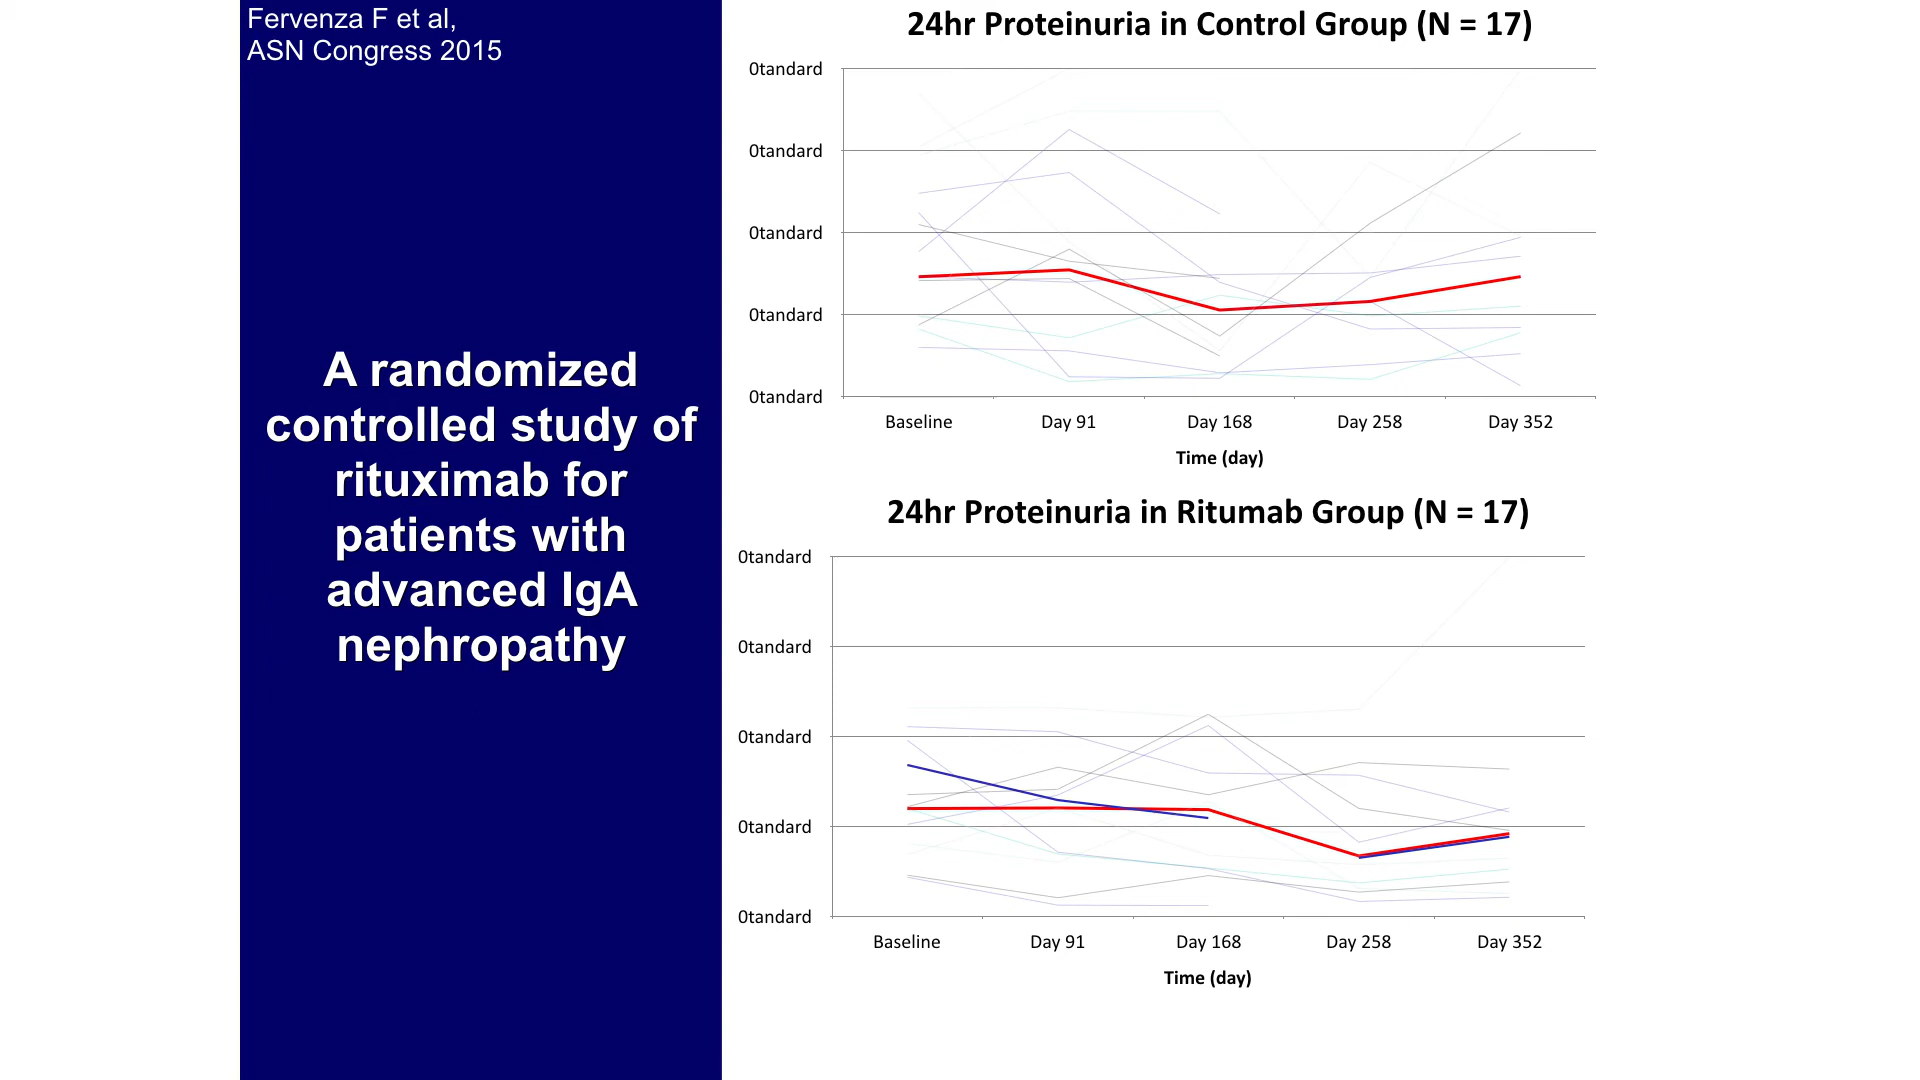 Fervenza F et al,
ASN Congress 2015
A randomized
controlled study of
rituximab for
patients with
advanced IgA
nephropathy
24hr Proteinuria in Control Group (N = 17)
0tandard
0tandard
0tandard
0tandard
0tandard
Baseline Day 91 Day 168 Day 258 Day 352
Time (day)
24hr Proteinuria in Ritumab Group (N = 17)
0tandard
0tandard
0tandard
0tandard
0tandard
Baseline Day 91 Day 168 Day 258 Day 352
Time (day)